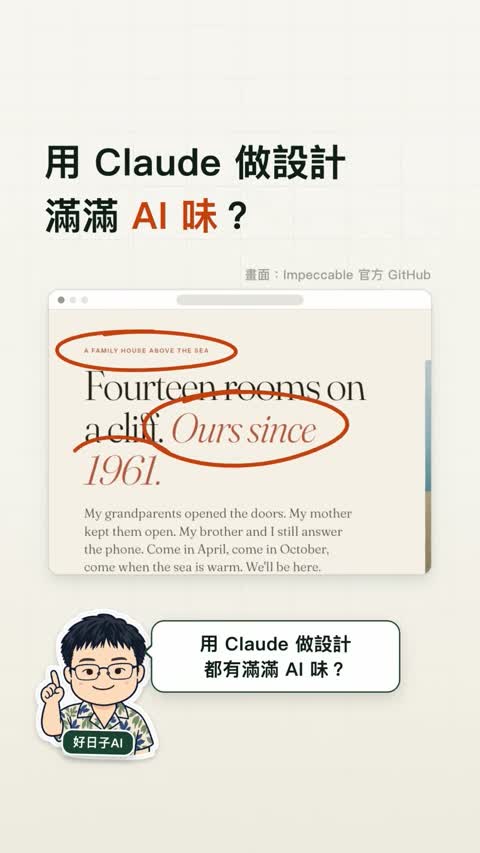 用 Claude 做設計
滿滿 AI 味？
畫面：Impeccable 官方 GitHub
A FAMILY HOUSE ABOVE THE SEA
Fourteen rooms on
a cliff. Ours since
1961.
My grandparents opened the doors. My mother
kept them open. My brother and I still answer
the phone. Come in April, come in October,
come when the sea is warm. We'll be here.
用 Claude 做設計
都有滿滿 AI 味？
好日子AI